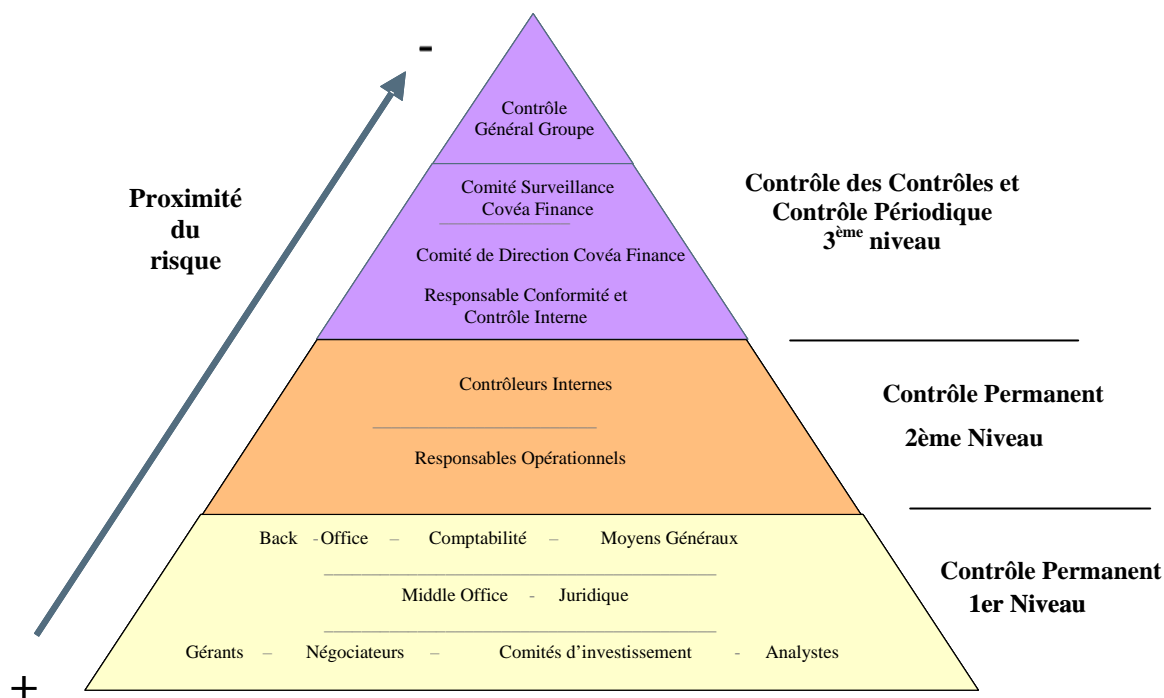 -
Contrôle
Général Groupe
Comité Surveillance
Covéa Finance
Comité de Direction Covéa Finance
Responsable Conformité et
Contrôle Interne
Proximité
du
risque
Contrôle des Contrôles et
Contrôle Périodique
3ème niveau
Contrôleurs Internes
Responsables Opérationnels
Contrôle Permanent
2ème Niveau
Back -Office – Comptabilité – Moyens Généraux
Middle Office - Juridique
Gérants – Négociateurs – Comités d’investissement - Analystes
Contrôle Permanent
1er Niveau
+